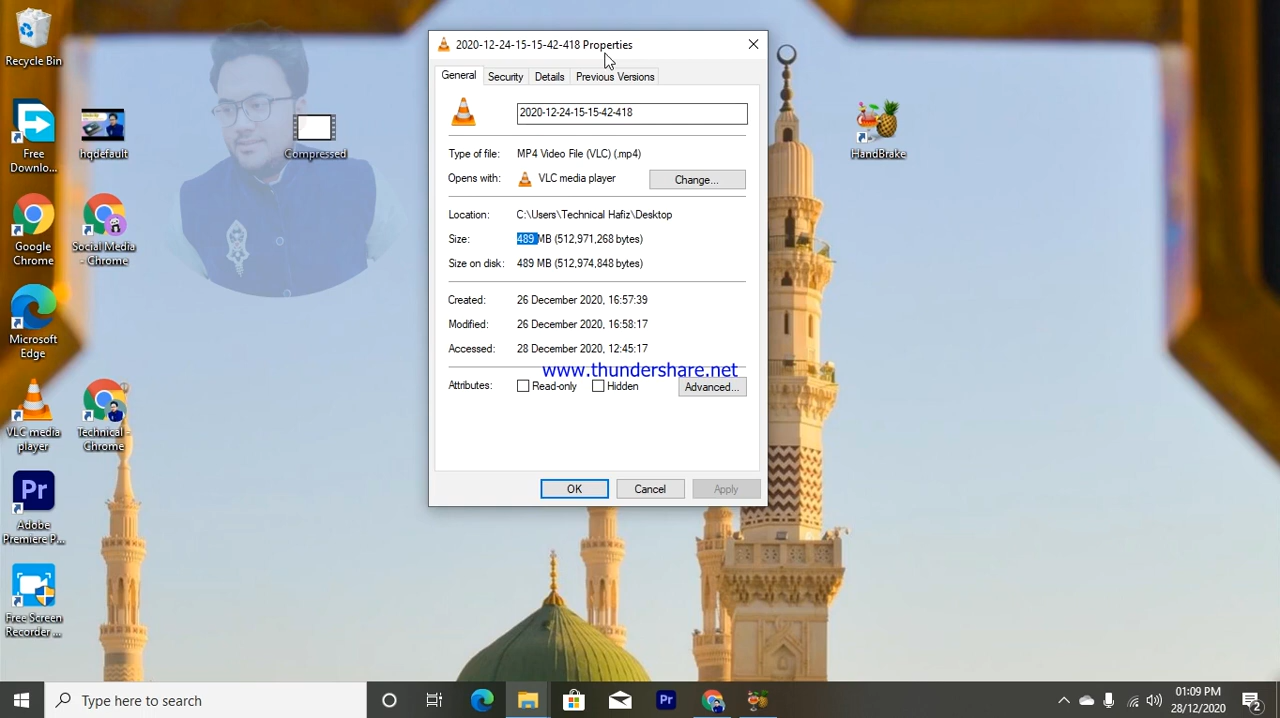 Recycle Bin
Free
Downlo...
hqdefault
Compressed
HandBrake
Google
Chrome
Social Media
- Chrome
Microsoft
Edge
VLC media
player
Technical -
Chrome
Pr
Adobe
Premiere P...
Free Screen
Recorder ...
2020-12-24-15-15-42-418 Properties
General Security Details Previous Versions
2020-12-24-15-15-42-418
Type of file: MP4 Video File (VLC) (.mp4)
Opens with: VLC media player Change...
Location: C:\Users\Technical Hafiz\Desktop
Size: 489 MB (512,971,268 bytes)
Size on disk: 489 MB (512,974,848 bytes)
Created: 26 December 2020, 16:57:39
Modified: 26 December 2020, 16:58:17
Accessed: 28 December 2020, 12:45:17
www.thundershare.net
Attributes: Read-only Hidden Advanced...
OK Cancel Apply
Type here to search
Pr
01:09 PM
28/12/2020
2